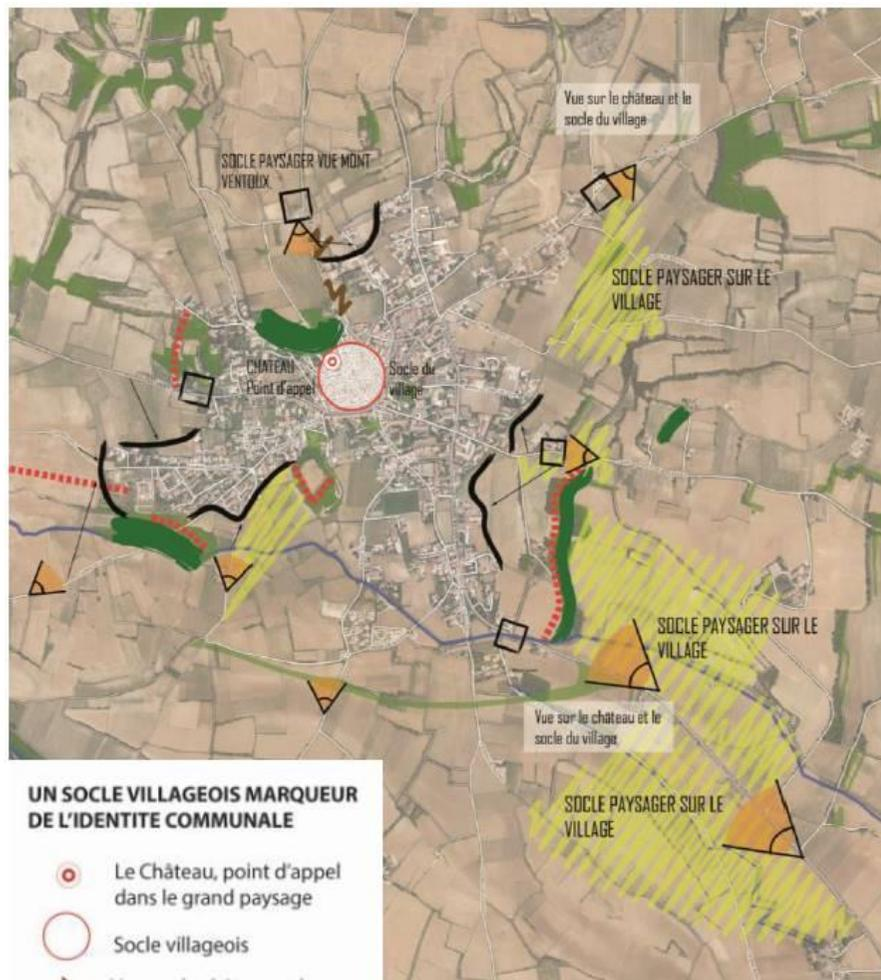 Vue sur le château et le
socle du village
SOCLE PAYSAGER VUE MONT
VENTOUX
SOCLE PAYSAGER SUR LE
VILLAGE
CHATEAU
Point d'appel
Socle du
village
SOCLE PAYSAGER SUR LE
VILLAGE
Vue sur le château et le
socle du village
SOCLE PAYSAGER SUR LE
VILLAGE
UN SOCLE VILLAGEOIS MARQUEUR
DE L'IDENTITE COMMUNALE
Le Château, point d'appel
dans le grand paysage
Socle villageois